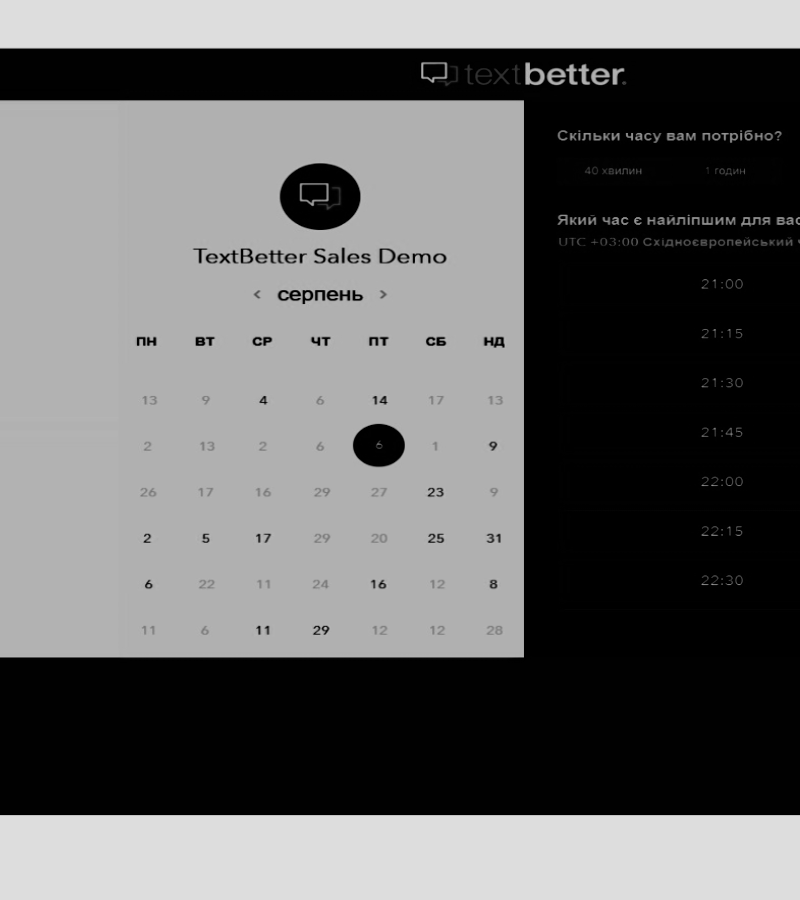 textbetter.
TextBetter Sales Demo
‹ серпень ›
ПН ВТ СР ЧТ ПТ СБ НД
13 9 4 6 14 17 13
2 13 2 6 6 1 9
26 17 16 29 27 23 9
2 5 17 29 20 25 31
6 22 11 24 16 12 8
11 6 11 29 12 12 28
Скільки часу вам потрібно?
40 хвилин 1 годин
Який час є найліпшим для вас
UTC +03:00 Східноєвропейський ч
21:00
21:15
21:30
21:45
22:00
22:15
22:30